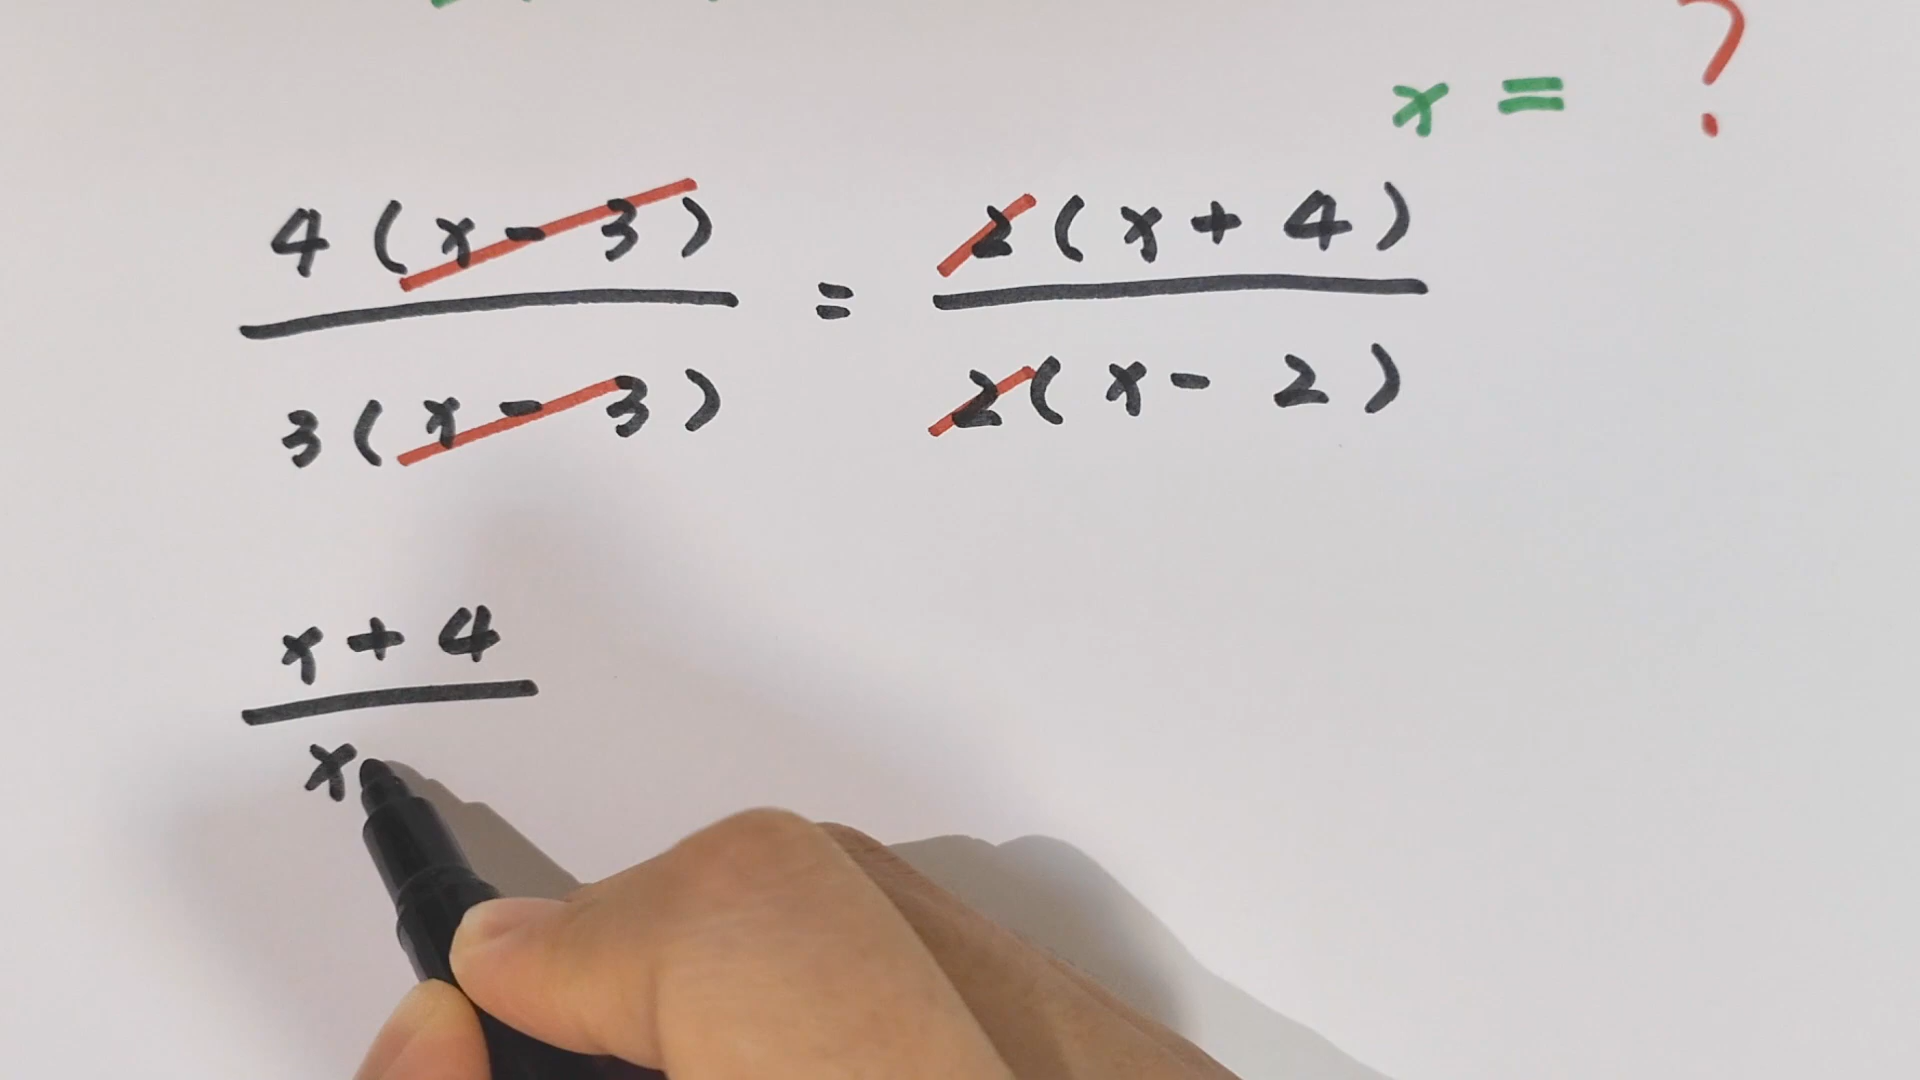 x = ?
4(x - 3) = 2(x + 4)
3(x - 3) 2(x - 2)
x + 4
x